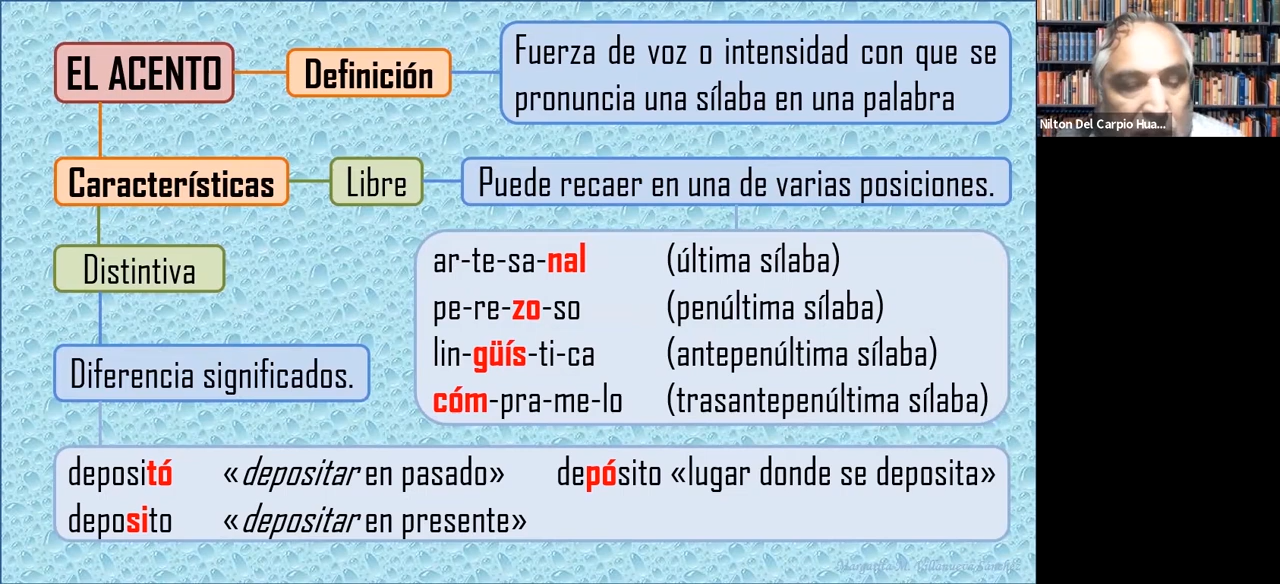 EL ACENTO
Definición
Fuerza de voz o intensidad con que se
pronuncia una sílaba en una palabra
Nilton Del Carpio Hua...
Características
Libre
Puede recaer en una de varias posiciones.
Distintiva
ar-te-sa-nal (última sílaba)
pe-re-zo-so (penúltima sílaba)
lin-güís-ti-ca (antepenúltima sílaba)
cóm-pra-me-lo (trasantepenúltima sílaba)
Diferencia significados.
depositó «depositar en pasado» depósito «lugar donde se deposita»
deposito «depositar en presente»
Margarita M. Villanueva Sánchez